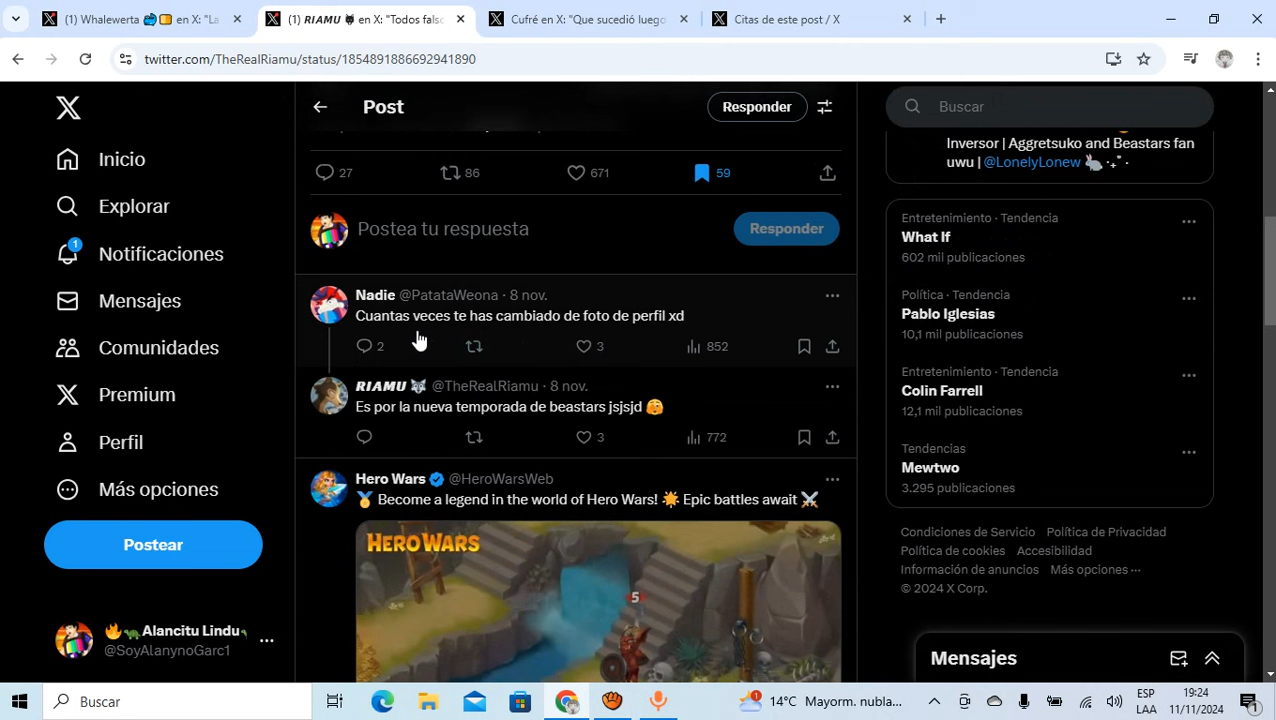 (1) Whalewerta en X: "La
(1) RIAMU en X: "Todos fals
Cufré en X: "Que sucedió luego
Citas de este post / X
twitter.com/TheRealRiamu/status/1854891886692941890
Post
Responder
Buscar
Inversor | Aggretsuko and Beastars fan
uwu | @LonelyLonew
27 86 671 59
Postea tu respuesta
Responder
Inicio
Explorar
1
Notificaciones
Mensajes
Comunidades
Premium
Perfil
Más opciones
Postear
🔥🐢Alancitu Lindu
@SoyAlanynoGarc1
Nadie @PatataWeona · 8 nov.
Cuantas veces te has cambiado de foto de perfil xd
2 3 852
RIAMU 🐺 @TheRealRiamu · 8 nov.
Es por la nueva temporada de beastars jsjsjd 🤗
3 772
Hero Wars @HeroWarsWeb
🏅 Become a legend in the world of Hero Wars! 🌟 Epic battles await ⚔️
HERO WARS
5
Entretenimiento · Tendencia
What If
602 mil publicaciones
Política · Tendencia
Pablo Iglesias
10,1 mil publicaciones
Entretenimiento · Tendencia
Colin Farrell
12,1 mil publicaciones
Tendencias
Mewtwo
3.295 publicaciones
Condiciones de Servicio Política de Privacidad
Política de cookies Accesibilidad
Información de anuncios Más opciones ···
© 2024 X Corp.
Mensajes
Buscar
1
14°C Mayorm. nubla...
ESP
LAA
19:24
11/11/2024
1